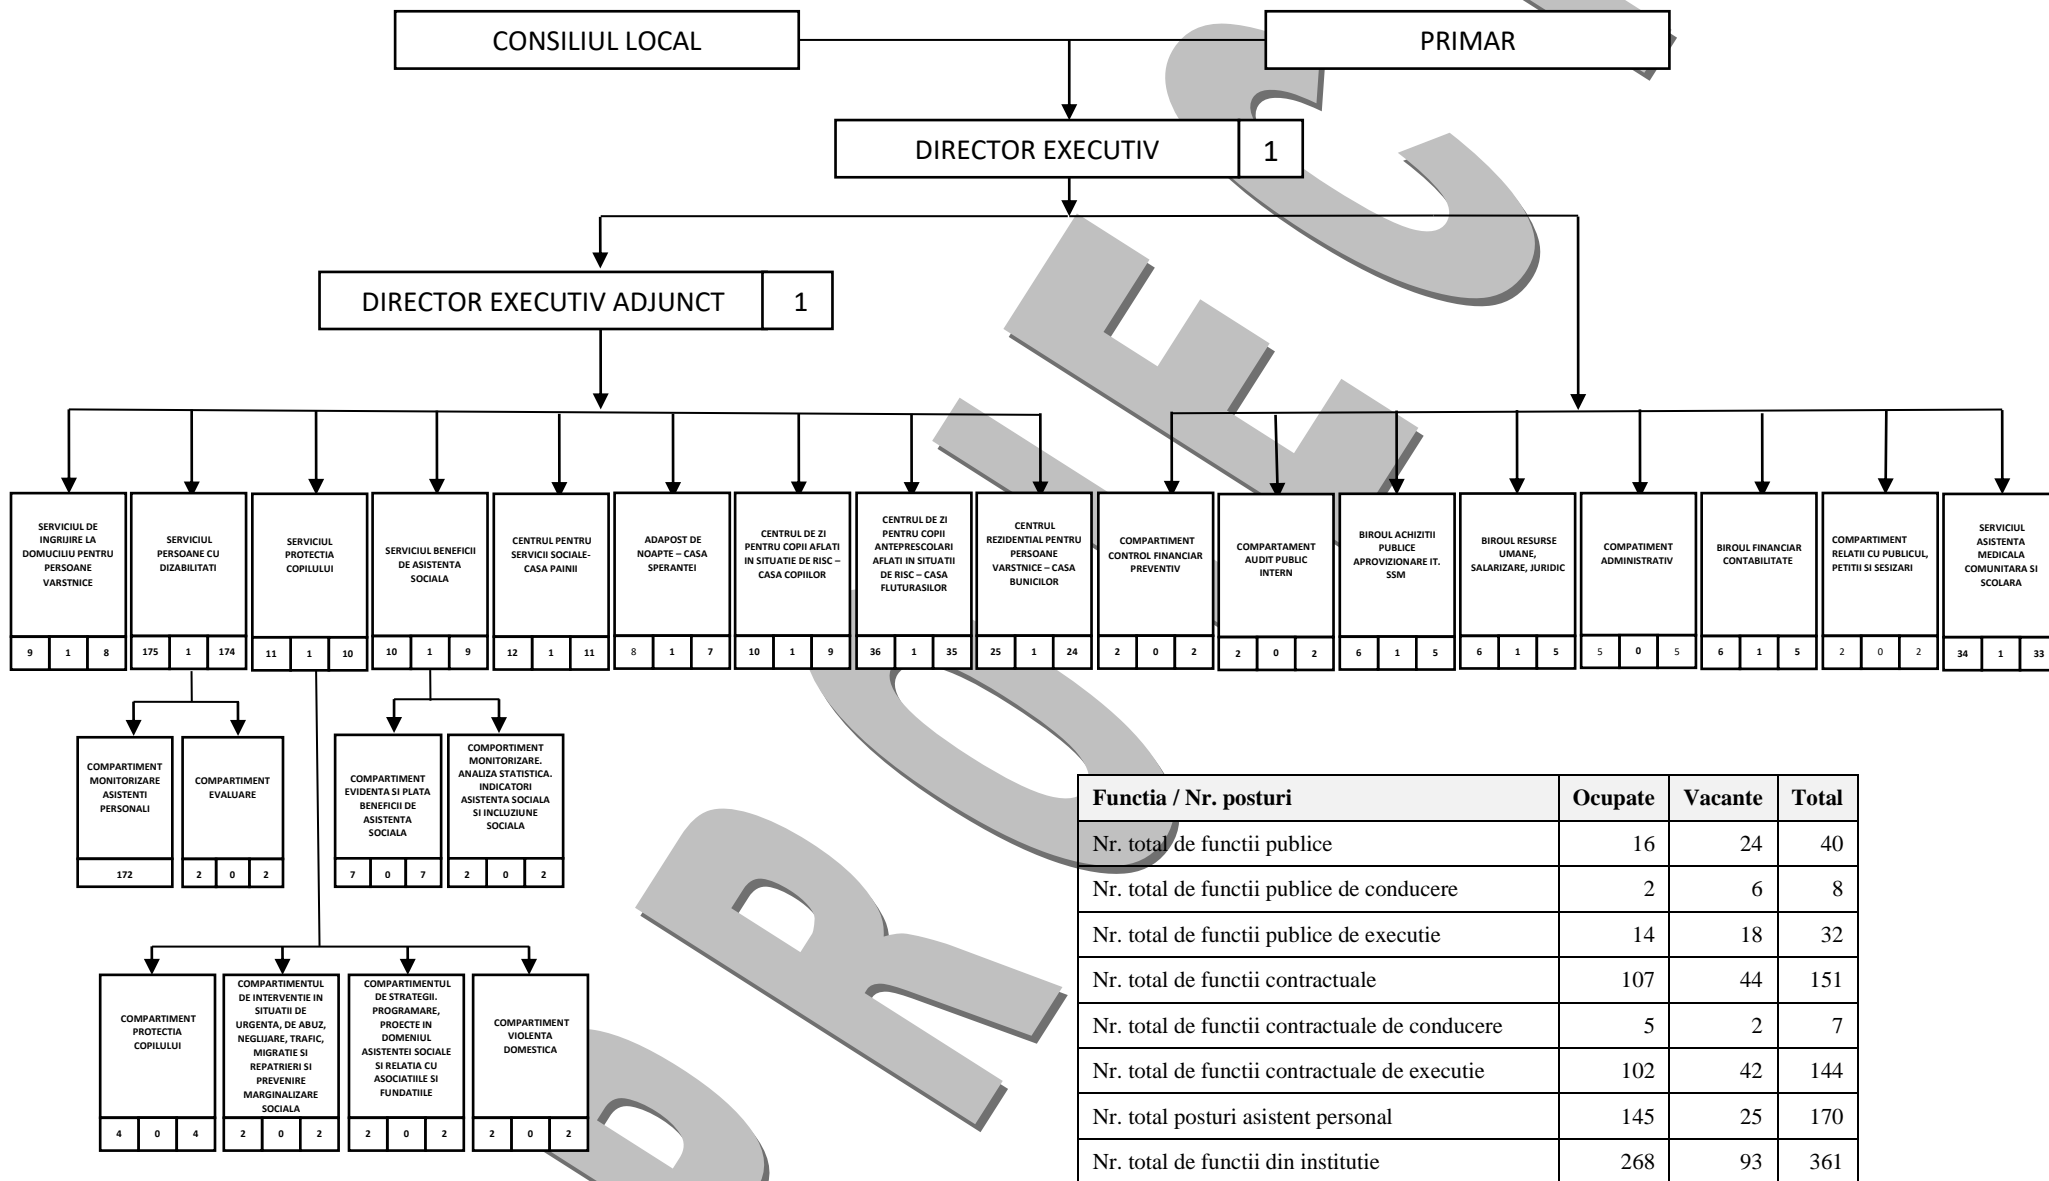 CONSILIUL LOCAL
PRIMAR
DIRECTOR EXECUTIV 1
DIRECTOR EXECUTIV ADJUNCT 1
SERVICIUL DE
INGRIJIRE LA
DOMUCILIU PENTRU
PERSOANE
VARSTNICE
9 1 8
SERVICIUL
PERSOANE CU
DIZABILITATI
175 1 174
SERVICIUL
PROTECTIA
COPILULUI
11 1 10
SERVICIUL BENEFICII
DE ASISTENTA
SOCIALA
10 1 9
CENTRUL PENTRU
SERVICII SOCIALE-
CASA PAINII
12 1 11
ADAPOST DE
NOAPTE – CASA
SPERANTEI
8 1 7
CENTRUL DE ZI
PENTRU COPII AFLATI
IN SITUATIE DE RISC –
CASA COPIILOR
10 1 9
CENTRUL DE ZI
PENTRU COPII
ANTEPRESCOLARI
AFLATI IN SITUATII
DE RISC – CASA
FLUTURASILOR
36 1 35
CENTRUL
REZIDENTIAL PENTRU
PERSOANE
VARSTNICE – CASA
BUNICILOR
25 1 24
COMPARTIMENT
CONTROL FINANCIAR
PREVENTIV
2 0 2
COMPARTAMENT
AUDIT PUBLIC
INTERN
2 0 2
BIROUL ACHIZITII
PUBLICE
APROVIZIONARE IT.
SSM
6 1 5
BIROUL RESURSE
UMANE,
SALARIZARE, JURIDIC
6 1 5
COMPATIMENT
ADMINISTRATIV
5 0 5
BIROUL FINANCIAR
CONTABILITATE
6 1 5
COMPARTIMENT
RELATII CU PUBLICUL,
PETITII SI SESIZARI
2 0 2
SERVICIUL
ASISTENTA
MEDICALA
COMUNITARA SI
SCOLARA
34 1 33
COMPARTIMENT
MONITORIZARE
ASISTENTI
PERSONALI
172
COMPARTIMENT
EVALUARE
2 0 2
COMPARTIMENT
EVIDENTA SI PLATA
BENEFICII DE
ASISTENTA
SOCIALA
7 0 7
COMPORTIMENT
MONITORIZARE.
ANALIZA STATISTICA.
INDICATORI
ASISTENTA SOCIALA
SI INCLUZIUNE
SOCIALA
2 0 2
COMPARTIMENT
PROTECTIA
COPILULUI
4 0 4
COMPARTIMENTUL
DE INTERVENTIE IN
SITUATII DE
URGENTA, DE ABUZ,
NEGLIJARE, TRAFIC,
MIGRATIE SI
REPATRIERI SI
PREVENIRE
MARGINALIZARE
SOCIALA
2 0 2
COMPARTIMENTUL
DE STRATEGII.
PROGRAMARE,
PROECTE IN
DOMENIUL
ASISTENTEI SOCIALE
SI RELATIA CU
ASOCIATIILE SI
FUNDATIILE
2 0 2
COMPARTIMENT
VIOLENTA
DOMESTICA
2 0 2
Functia / Nr. posturi Ocupate Vacante Total
Nr. total de functii publice 16 24 40
Nr. total de functii publice de conducere 2 6 8
Nr. total de functii publice de executie 14 18 32
Nr. total de functii contractuale 107 44 151
Nr. total de functii contractuale de conducere 5 2 7
Nr. total de functii contractuale de executie 102 42 144
Nr. total posturi asistent personal 145 25 170
Nr. total de functii din institutie 268 93 361
PROIEC